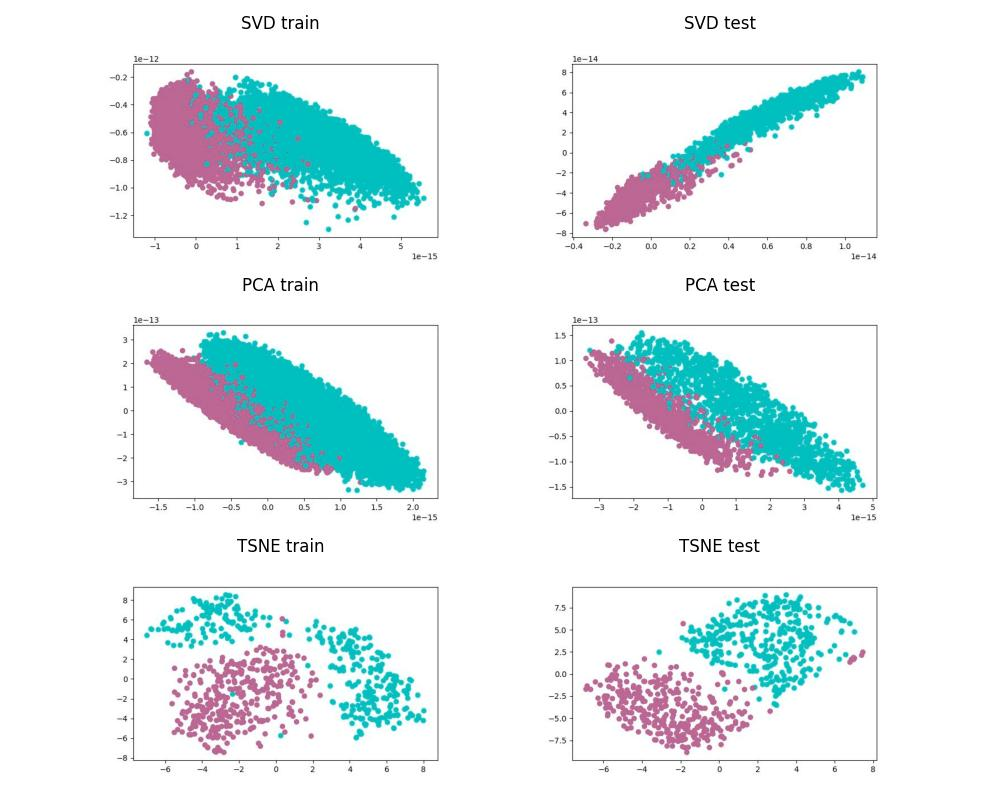 SVD train
SVD test
1e−12
−0.2
−0.4
−0.6
−0.8
−1.0
−1.2
−1 0 1 2 3 4 5
1e−15
1e−14
8
6
4
2
0
−2
−4
−6
−8
−0.4 −0.2 0.0 0.2 0.4 0.6 0.8 1.0
1e−14
PCA train
PCA test
1e−13
3
2
1
0
−1
−2
−3
−1.5 −1.0 −0.5 0.0 0.5 1.0 1.5 2.0
1e−15
1e−13
1.5
1.0
0.5
0.0
−0.5
−1.0
−1.5
−3 −2 −1 0 1 2 3 4 5
1e−15
TSNE train
TSNE test
8
6
4
2
0
−2
−4
−6
−8
−6 −4 −2 0 2 4 6 8
7.5
5.0
2.5
0.0
−2.5
−5.0
−7.5
−6 −4 −2 0 2 4 6 8